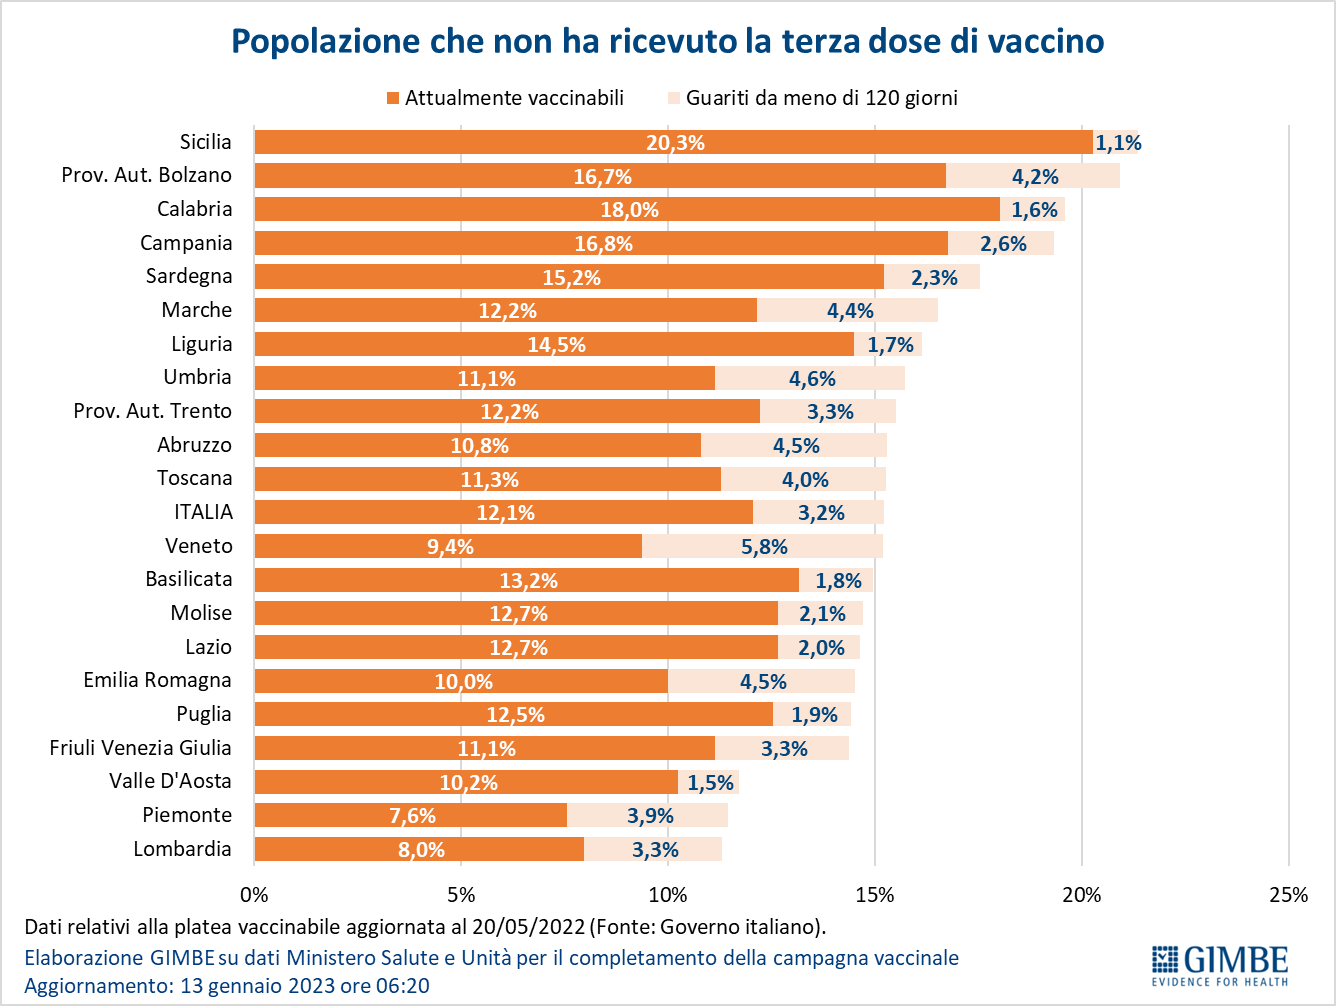 Popolazione che non ha ricevuto la terza dose di vaccino
Attualmente vaccinabili Guariti da meno di 120 giorni
Sicilia 20,3% 1,1%
Prov. Aut. Bolzano 16,7% 4,2%
Calabria 18,0% 1,6%
Campania 16,8% 2,6%
Sardegna 15,2% 2,3%
Marche 12,2% 4,4%
Liguria 14,5% 1,7%
Umbria 11,1% 4,6%
Prov. Aut. Trento 12,2% 3,3%
Abruzzo 10,8% 4,5%
Toscana 11,3% 4,0%
ITALIA 12,1% 3,2%
Veneto 9,4% 5,8%
Basilicata 13,2% 1,8%
Molise 12,7% 2,1%
Lazio 12,7% 2,0%
Emilia Romagna 10,0% 4,5%
Puglia 12,5% 1,9%
Friuli Venezia Giulia 11,1% 3,3%
Valle D'Aosta 10,2% 1,5%
Piemonte 7,6% 3,9%
Lombardia 8,0% 3,3%
0% 5% 10% 15% 20% 25%
Dati relativi alla platea vaccinabile aggiornata al 20/05/2022 (Fonte: Governo italiano).
Elaborazione GIMBE su dati Ministero Salute e Unità per il completamento della campagna vaccinale
Aggiornamento: 13 gennaio 2023 ore 06:20
GIMBE
EVIDENCE FOR HEALTH